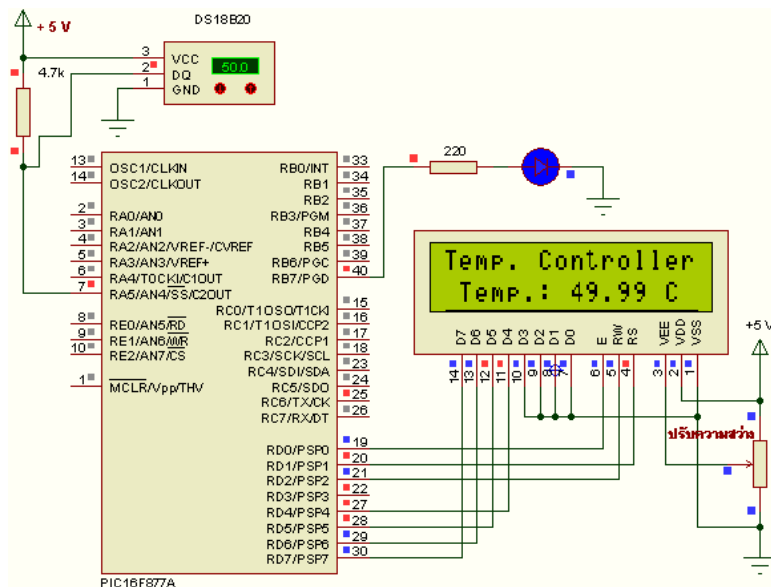 + 5 V
DS18B20
4.7k
3 VCC
2 DQ
1 GND
50.0
13 OSC1/CLKIN
14 OSC2/CLKOUT
2 RA0/AN0
3 RA1/AN1
4 RA2/AN2/VREF-/CVREF
5 RA3/AN3/VREF+
6 RA4/T0CKI/C1OUT
7 RA5/AN4/SS/C2OUT
8 RE0/AN5/RD
9 RE1/AN6/WR
10 RE2/AN7/CS
1 MCLR/Vpp/THV
RB0/INT 33
RB1 34
RB2 35
RB3/PGM 36
RB4 37
RB5 38
RB6/PGC 39
RB7/PGD 40
RC0/T1OSO/T1CKI 15
RC1/T1OSI/CCP2 16
RC2/CCP1 17
RC3/SCK/SCL 18
RC4/SDI/SDA 23
RC5/SDO 24
RC6/TX/CK 25
RC7/RX/DT 26
RD0/PSP0 19
RD1/PSP1 20
RD2/PSP2 21
RD3/PSP3 22
RD4/PSP4 27
RD5/PSP5 28
RD6/PSP6 29
RD7/PSP7 30
PIC16F877A
220
Temp. Controller
Temp.: 49.99 C
D7 D6 D5 D4 D3 D2 D1 D0 E RW RS VEE VDD VSS
14 13 12 11 10 9 8 7 6 5 4 3 2 1
+5 V
ปรับความสว่าง